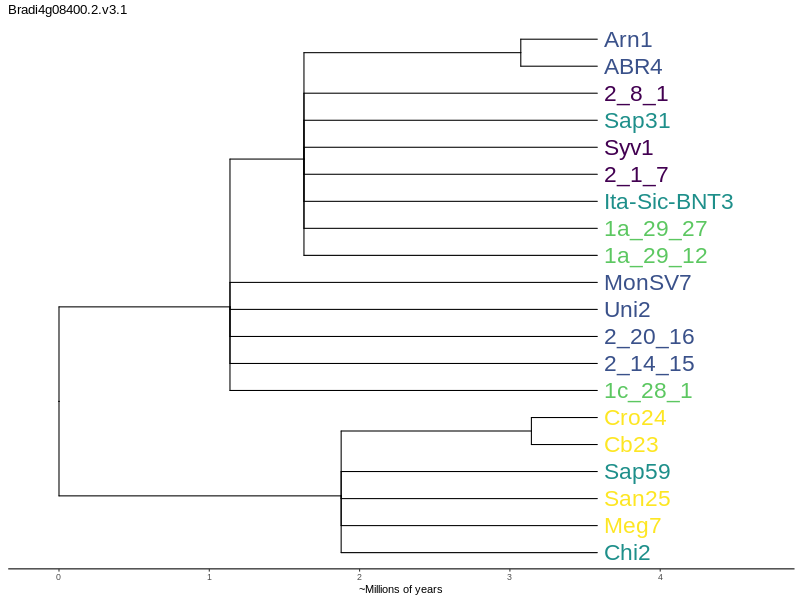 Bradi4g08400.2.v3.1
Arn1
ABR4
2_8_1
Sap31
Syv1
2_1_7
Ita-Sic-BNT3
1a_29_27
1a_29_12
MonSV7
Uni2
2_20_16
2_14_15
1c_28_1
Cro24
Cb23
Sap59
San25
Meg7
Chi2
0 1 2 3 4
~Millions of years